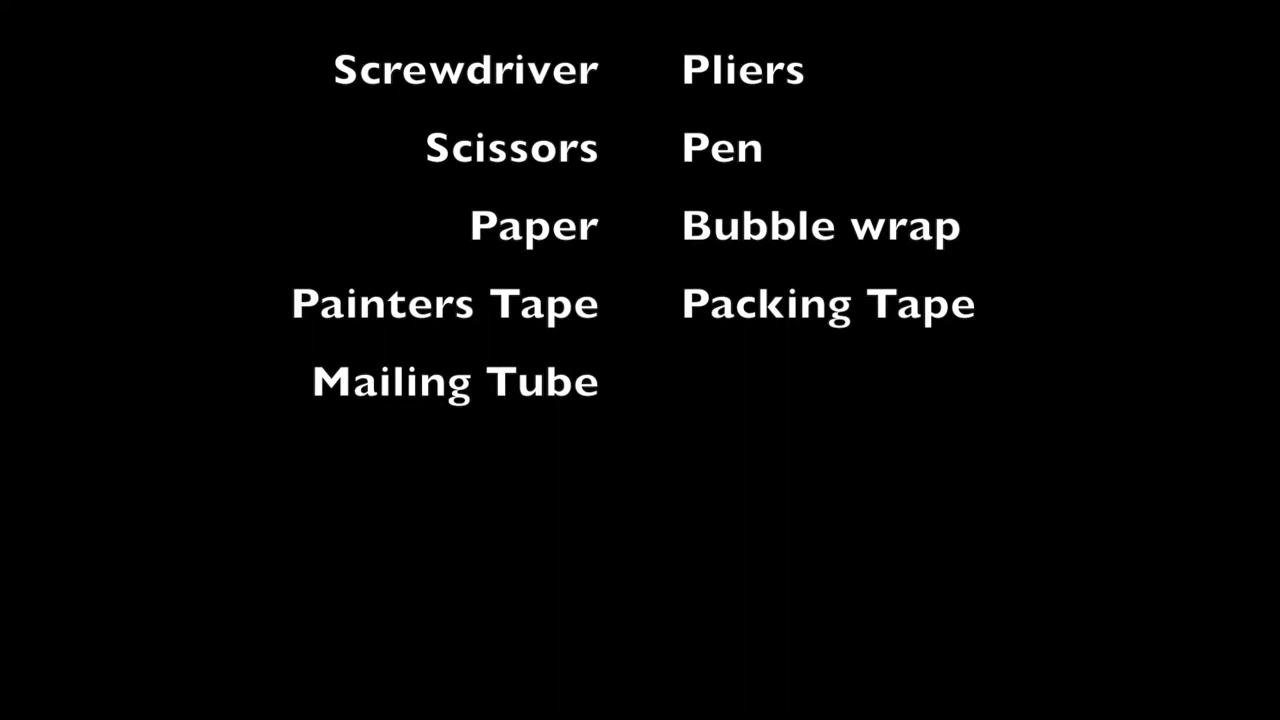 Screwdriver Pliers
Scissors Pen
Paper Bubble wrap
Painters Tape Packing Tape
Mailing Tube